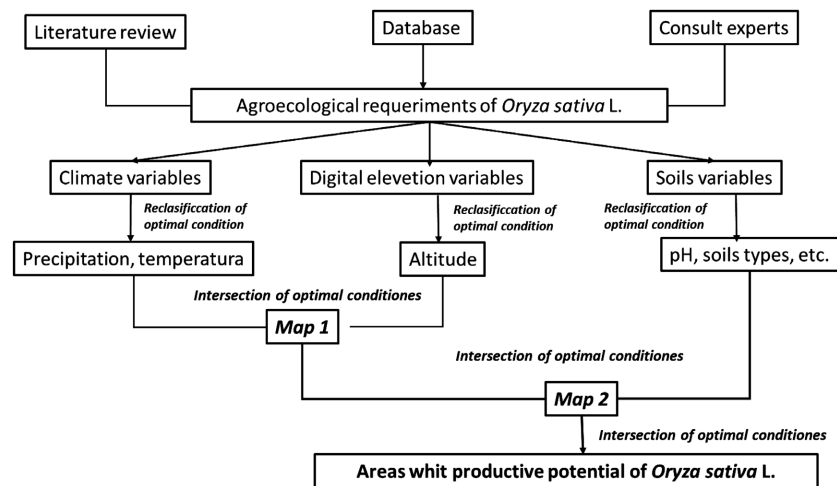 Literature review
Database
Consult experts
Agroecological requeriments of Oryza sativa L.
Climate variables
Digital elevetion variables
Soils variables
Reclasificcation of
optimal condition
Reclasificcation of
optimal condition
Reclasificcation of
optimal condition
Precipitation, temperatura
Altitude
pH, soils types, etc.
Intersection of optimal conditiones
Map 1
Intersection of optimal conditiones
Map 2
Intersection of optimal conditiones
Areas whit productive potential of Oryza sativa L.